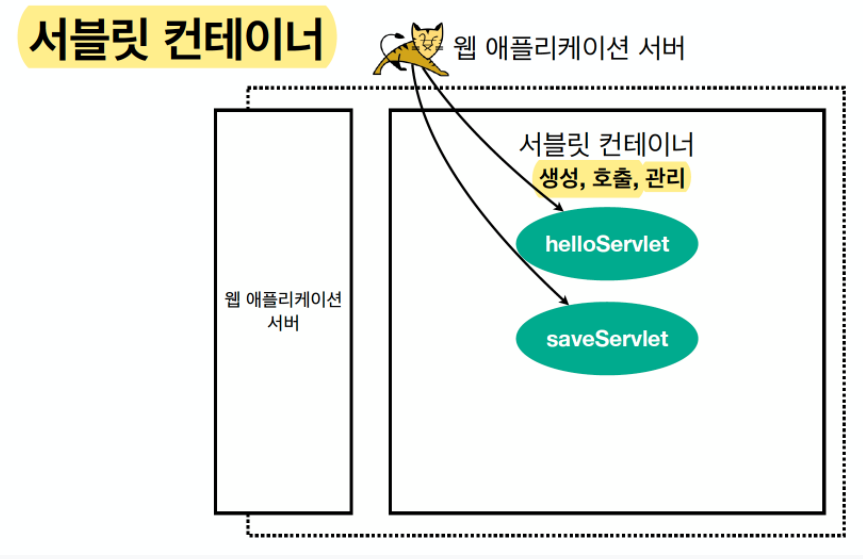 서블릿 컨테이너
웹 애플리케이션 서버
서블릿 컨테이너
생성, 호출, 관리
helloServlet
웹 애플리케이션
서버
saveServlet